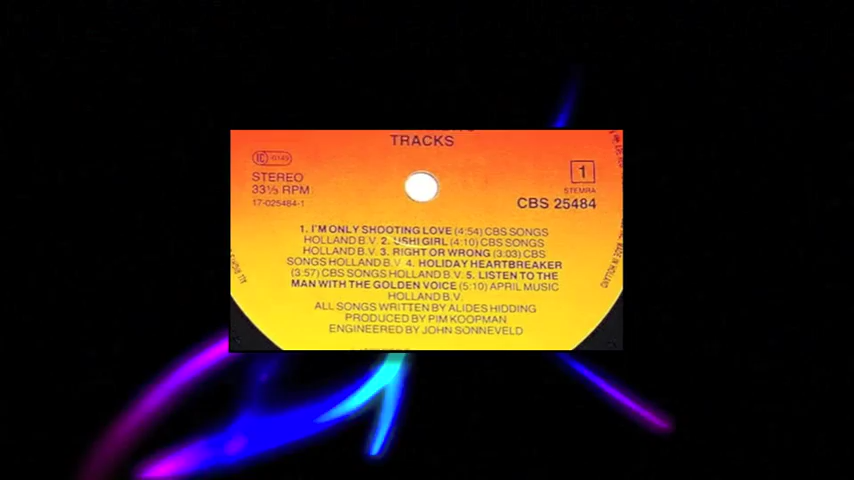 TRACKS
STEREO
33⅓ RPM
17-025484-1
1
STEMRA
CBS 25484
1. I'M ONLY SHOOTING LOVE (4:54) CBS SONGS
HOLLAND B.V. 2. USHI GIRL (4:10) CBS SONGS
HOLLAND B.V. 3. RIGHT OR WRONG (3:03) CBS
SONGS HOLLAND B.V. 4. HOLIDAY HEARTBREAKER
(3:57) CBS SONGS HOLLAND B.V. 5. LISTEN TO THE
MAN WITH THE GOLDEN VOICE (5:10) APRIL MUSIC
HOLLAND B.V.
ALL SONGS WRITTEN BY ALIDES HIDDING
PRODUCED BY PIM KOOPMAN
ENGINEERED BY JOHN SONNEVELD